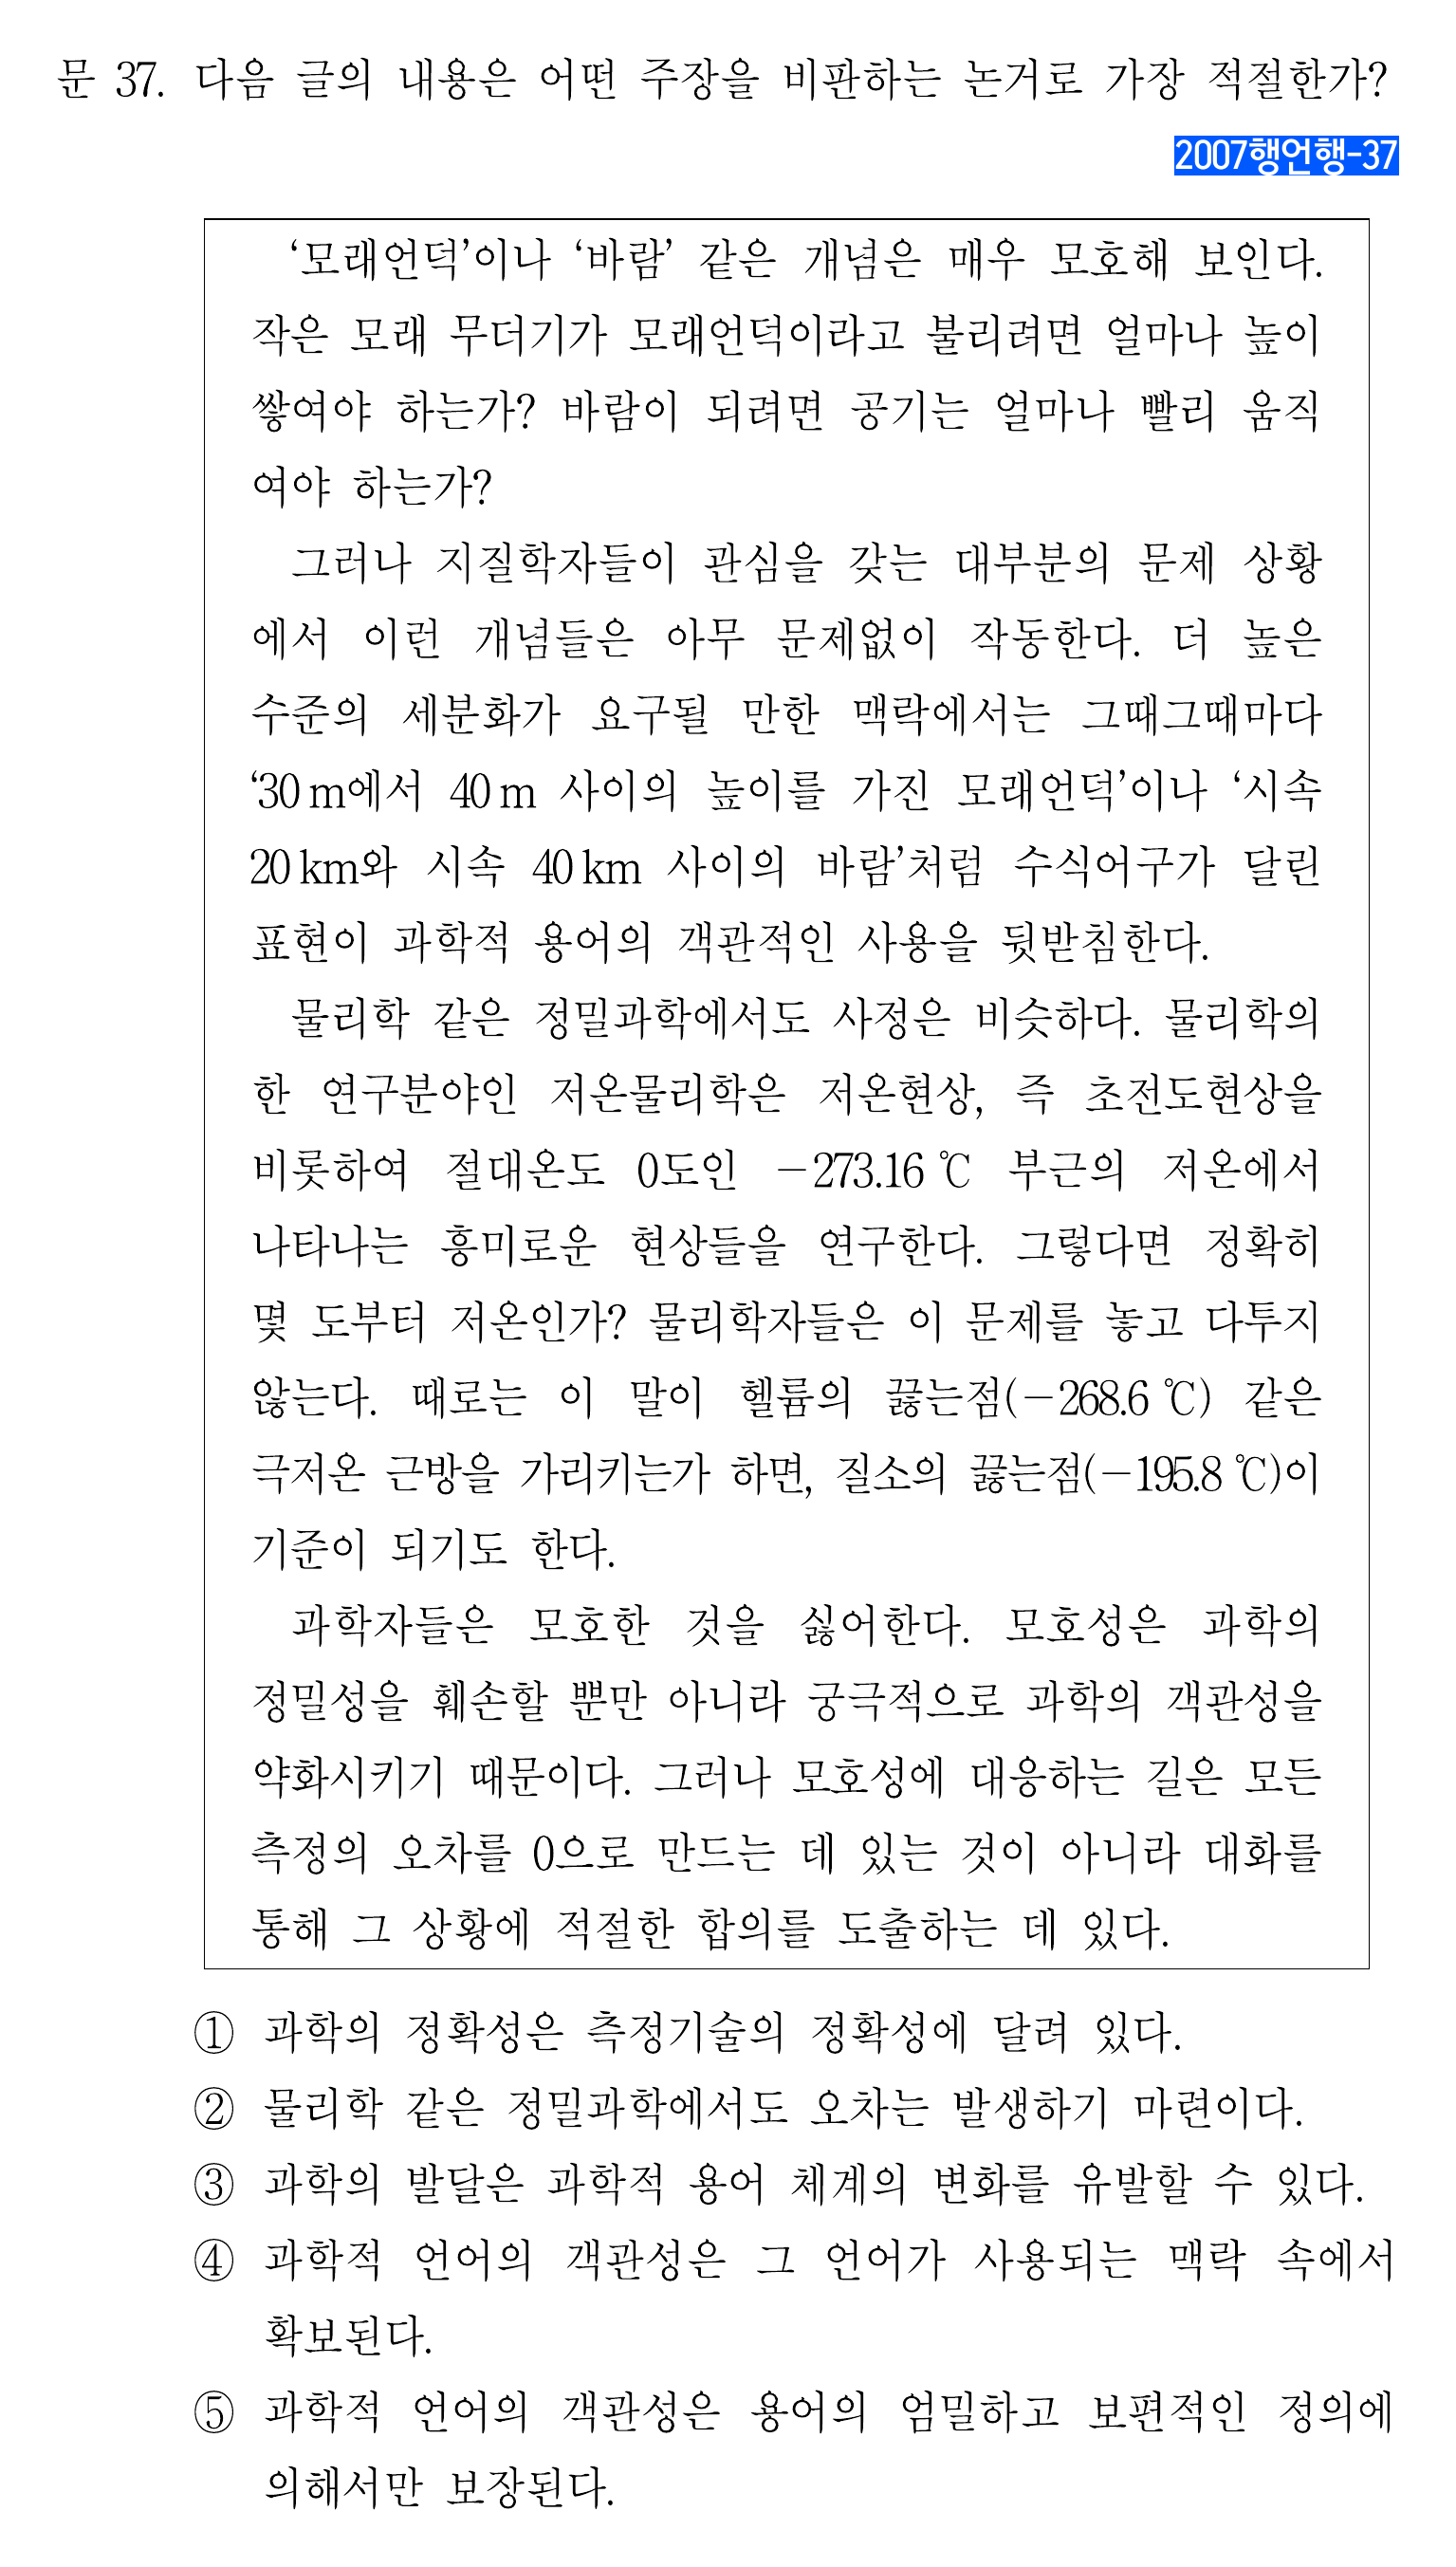 문 37. 다음 글의 내용은 어떤 주장을 비판하는 논거로 가장 적절한가?
2007행언행-37
‘모래언덕’이나 ‘바람’ 같은 개념은 매우 모호해 보인다.
작은 모래 무더기가 모래언덕이라고 불리려면 얼마나 높이
쌓여야 하는가? 바람이 되려면 공기는 얼마나 빨리 움직
여야 하는가?
그러나 지질학자들이 관심을 갖는 대부분의 문제 상황
에서 이런 개념들은 아무 문제없이 작동한다. 더 높은
수준의 세분화가 요구될 만한 맥락에서는 그때그때마다
‘30 m에서 40 m 사이의 높이를 가진 모래언덕’이나 ‘시속
20 km와 시속 40 km 사이의 바람’처럼 수식어구가 달린
표현이 과학적 용어의 객관적인 사용을 뒷받침한다.
물리학 같은 정밀과학에서도 사정은 비슷하다. 물리학의
한 연구분야인 저온물리학은 저온현상, 즉 초전도현상을
비롯하여 절대온도 0도인 －273.16 ℃ 부근의 저온에서
나타나는 흥미로운 현상들을 연구한다. 그렇다면 정확히
몇 도부터 저온인가? 물리학자들은 이 문제를 놓고 다투지
않는다. 때로는 이 말이 헬륨의 끓는점(－268.6 ℃) 같은
극저온 근방을 가리키는가 하면, 질소의 끓는점(－195.8 ℃)이
기준이 되기도 한다.
과학자들은 모호한 것을 싫어한다. 모호성은 과학의
정밀성을 훼손할 뿐만 아니라 궁극적으로 과학의 객관성을
약화시키기 때문이다. 그러나 모호성에 대응하는 길은 모든
측정의 오차를 0으로 만드는 데 있는 것이 아니라 대화를
통해 그 상황에 적절한 합의를 도출하는 데 있다.
① 과학의 정확성은 측정기술의 정확성에 달려 있다.
② 물리학 같은 정밀과학에서도 오차는 발생하기 마련이다.
③ 과학의 발달은 과학적 용어 체계의 변화를 유발할 수 있다.
④ 과학적 언어의 객관성은 그 언어가 사용되는 맥락 속에서
확보된다.
⑤ 과학적 언어의 객관성은 용어의 엄밀하고 보편적인 정의에
의해서만 보장된다.